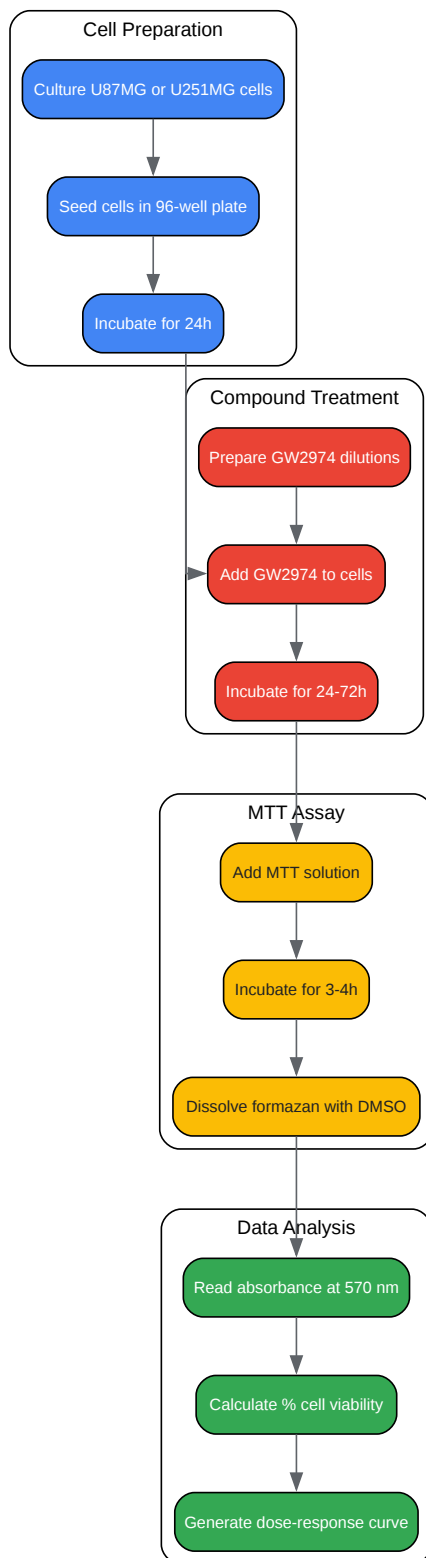 Cell Preparation
Culture U87MG or U251MG cells
Seed cells in 96-well plate
Incubate for 24h
Compound Treatment
Prepare GW2974 dilutions
Add GW2974 to cells
Incubate for 24-72h
MTT Assay
Add MTT solution
Incubate for 3-4h
Dissolve formazan with DMSO
Data Analysis
Read absorbance at 570 nm
Calculate % cell viability
Generate dose-response curve